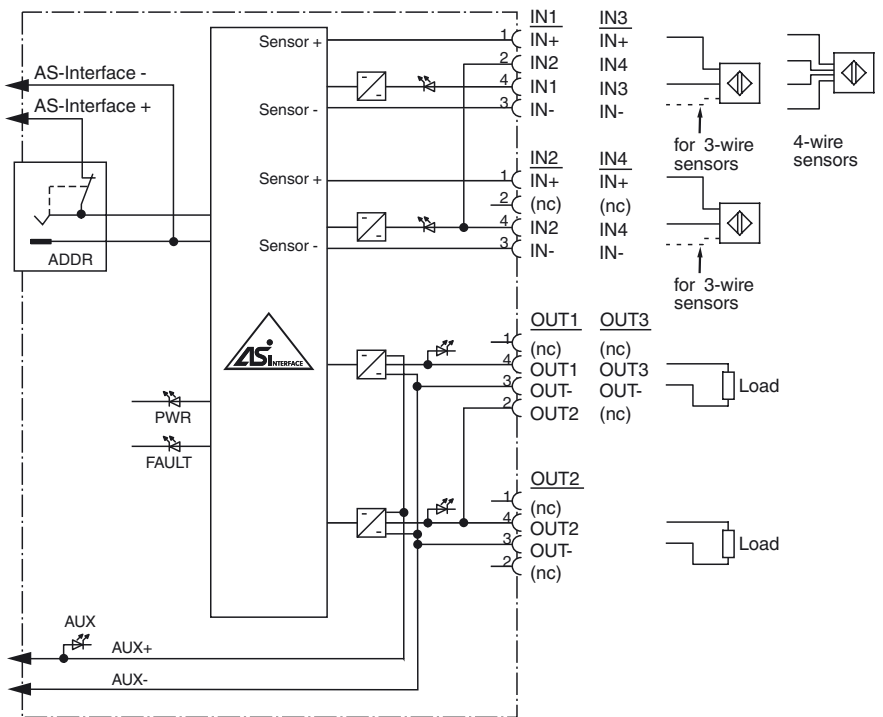 IN1 IN3
Sensor + 1 IN+ IN+
2 IN2 IN4
4 IN1 IN3
Sensor - 3 IN- IN-
AS-Interface -
AS-Interface +
for 3-wire
sensors
4-wire
sensors
IN2 IN4
Sensor + 1 IN+ IN+
2 (nc) (nc)
4 IN2 IN4
Sensor - 3 IN- IN-
ADDR
for 3-wire
sensors
OUT1 OUT3
1 (nc) (nc)
4 OUT1 OUT3
3 OUT- OUT-
2 OUT2 (nc)
Load
ASi INTERFACE
PWR
FAULT
OUT2
1 (nc)
4 OUT2
3 OUT-
2 (nc)
Load
AUX
AUX+
AUX-